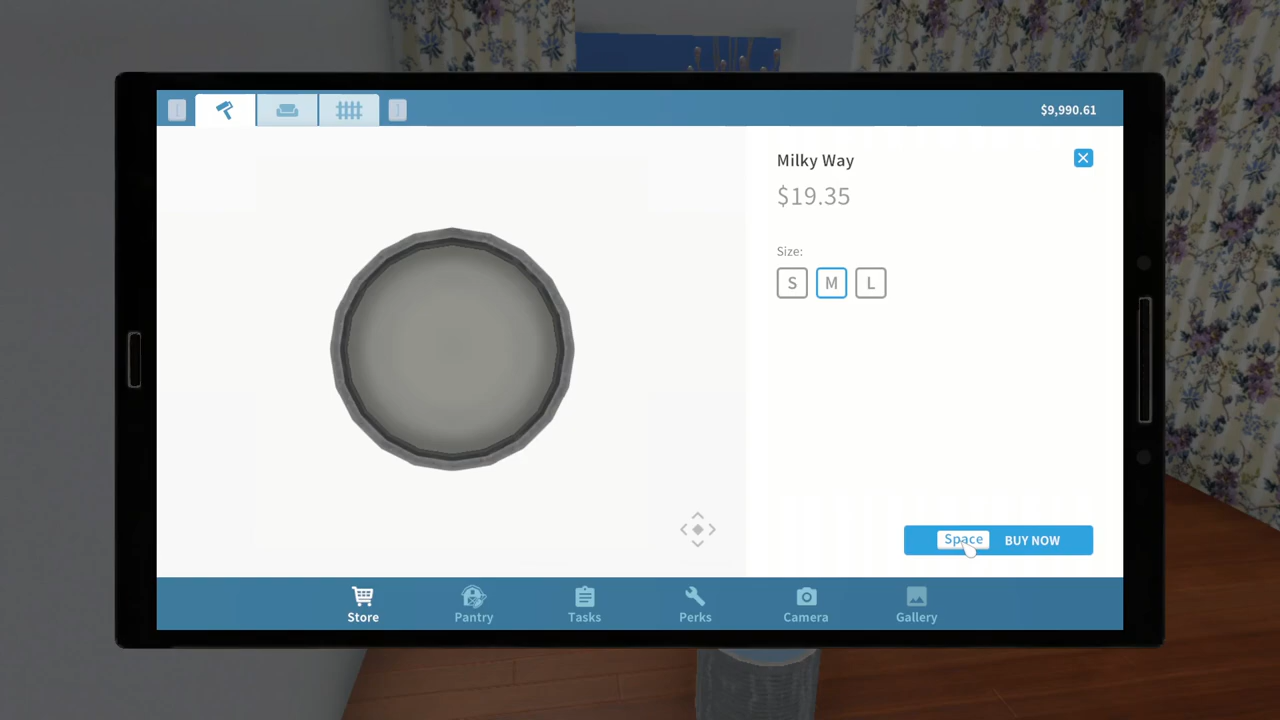 $9,990.61
Milky Way
$19.35
Size:
S M L
Space BUY NOW
Store Pantry Tasks Perks Camera Gallery